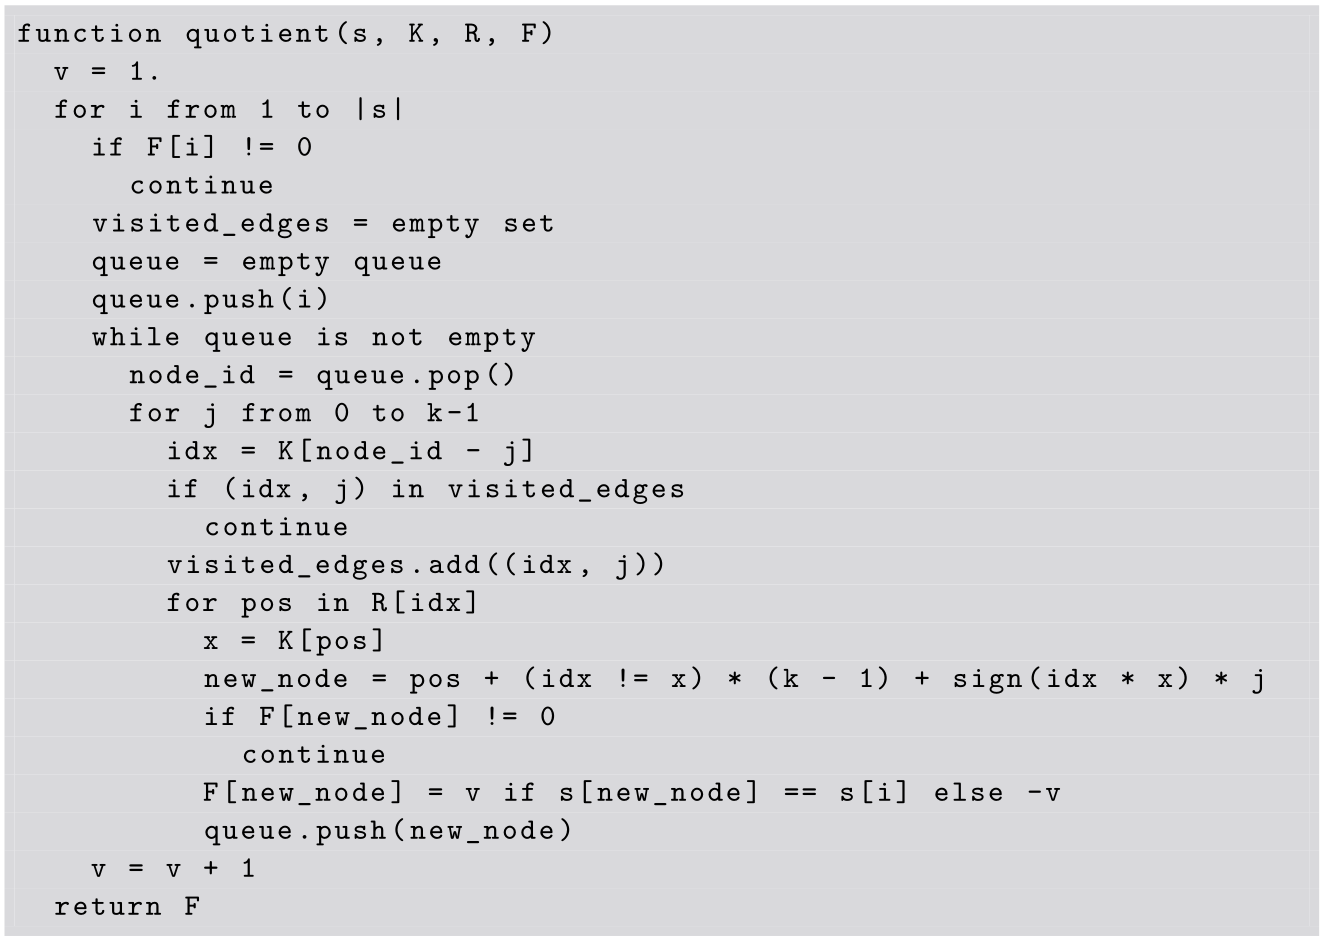 function quotient(s, K, R, F)
  v = 1.
  for i from 1 to |s|
    if F[i] != 0
      continue
    visited_edges = empty set
    queue = empty queue
    queue.push(i)
    while queue is not empty
      node_id = queue.pop()
      for j from 0 to k-1
        idx = K[node_id - j]
        if (idx, j) in visited_edges
          continue
        visited_edges.add((idx, j))
        for pos in R[idx]
          x = K[pos]
          new_node = pos + (idx != x) * (k - 1) + sign(idx * x) * j
          if F[new_node] != 0
            continue
          F[new_node] = v if s[new_node] == s[i] else -v
          queue.push(new_node)
    v = v + 1
  return F